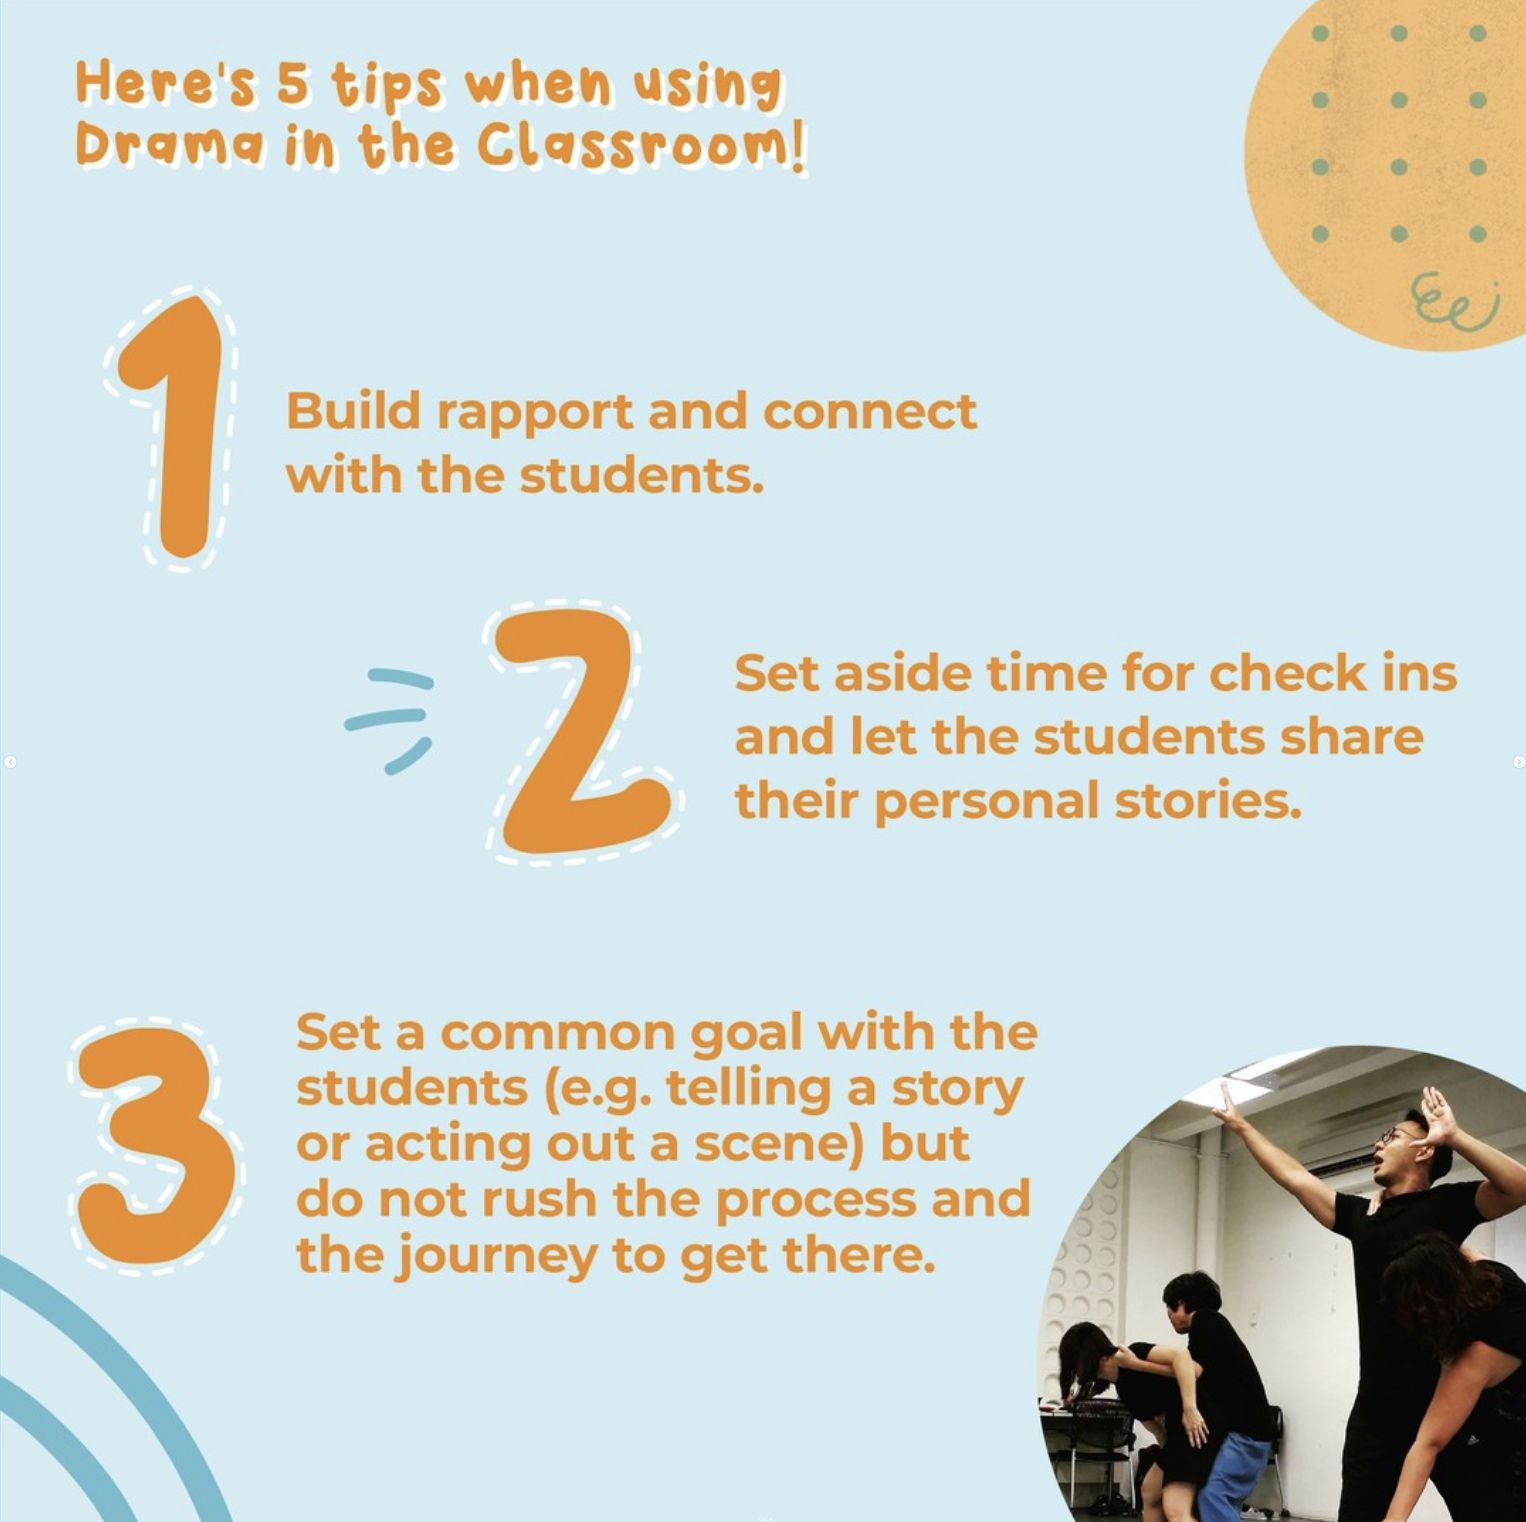 Here's 5 tips when using
Drama in the Classroom!
1
Build rapport and connect
with the students.
2
Set aside time for check ins
and let the students share
their personal stories.
3
Set a common goal with the
students (e.g. telling a story
or acting out a scene) but
do not rush the process and
the journey to get there.